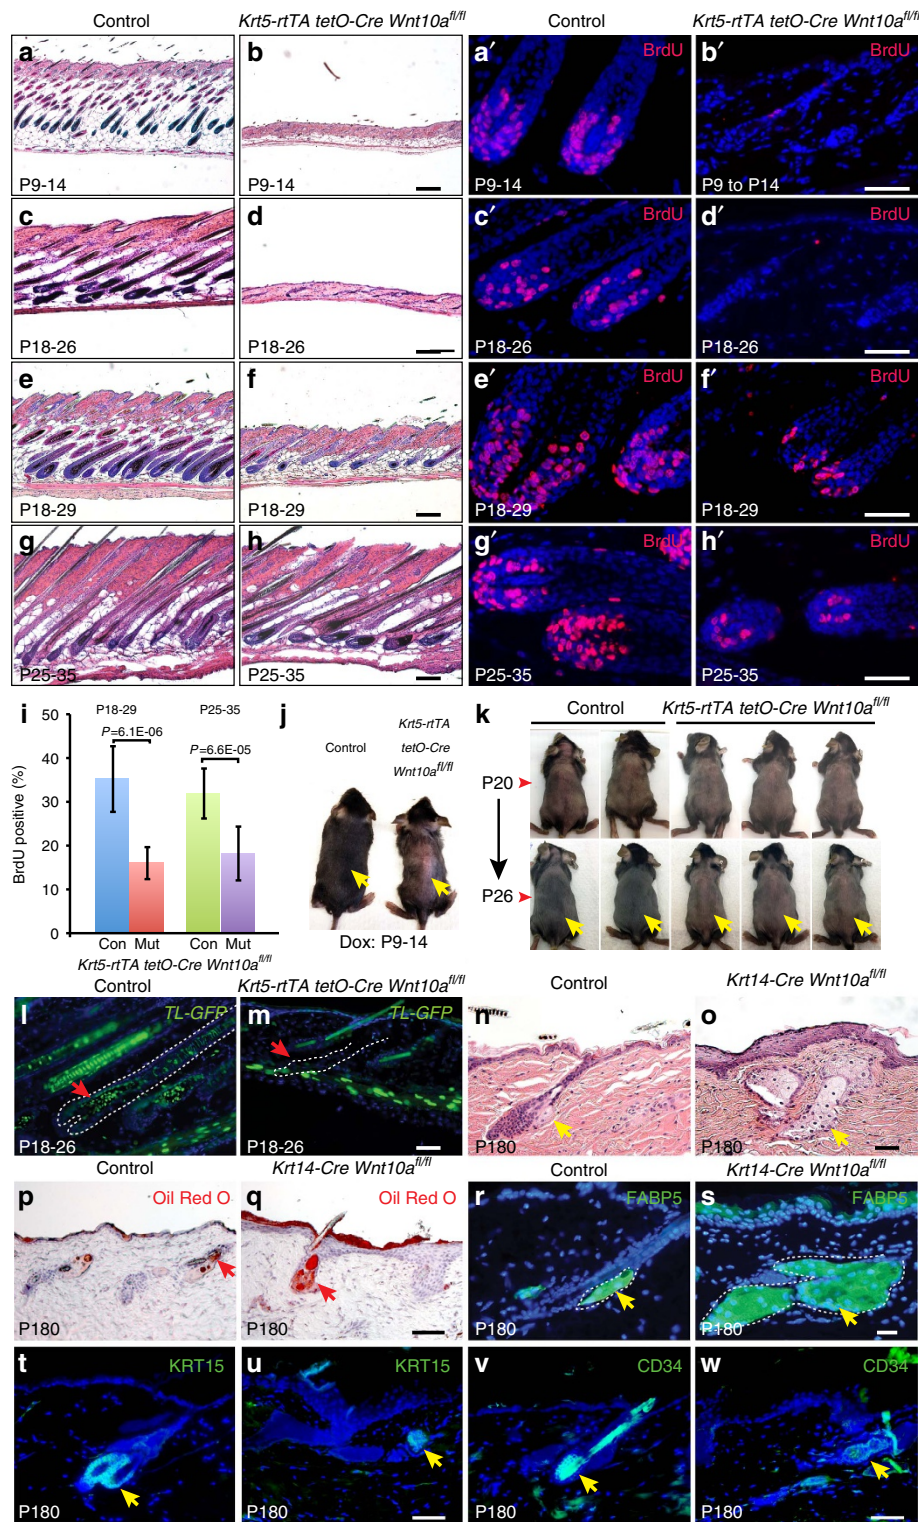 Control Krt5-rtTA tetO-Cre Wnt10a^fl/fl Control Krt5-rtTA tetO-Cre Wnt10a^fl/fl
a b a′ BrdU b′ BrdU
P9-14 P9-14 P9-14 P9 to P14
c d c′ BrdU d′ BrdU
P18-26 P18-26 P18-26 P18-26
e f e′ BrdU f′ BrdU
P18-29 P18-29 P18-29 P18-29
g h g′ BrdU h′ BrdU
P25-35 P25-35 P25-35 P25-35
i
P18-29 P25-35
P=6.1E-06
P=6.6E-05
BrdU positive (%)
50
40
30
20
10
0
Con Mut Con Mut
Krt5-rtTA tetO-Cre Wnt10a^fl/fl
j
Control
Krt5-rtTA
tetO-Cre
Wnt10a^fl/fl
Dox: P9-14
k
Control Krt5-rtTA tetO-Cre Wnt10a^fl/fl
P20
P26
Control Krt5-rtTA tetO-Cre Wnt10a^fl/fl Control Krt14-Cre Wnt10a^fl/fl
l TL-GFP m TL-GFP n o
P18-26 P18-26 P180 P180
Control Krt14-Cre Wnt10a^fl/fl Control Krt14-Cre Wnt10a^fl/fl
p Oil Red O q Oil Red O r FABP5 s FABP5
P180 P180 P180 P180
t KRT15 u KRT15 v CD34 w CD34
P180 P180 P180 P180